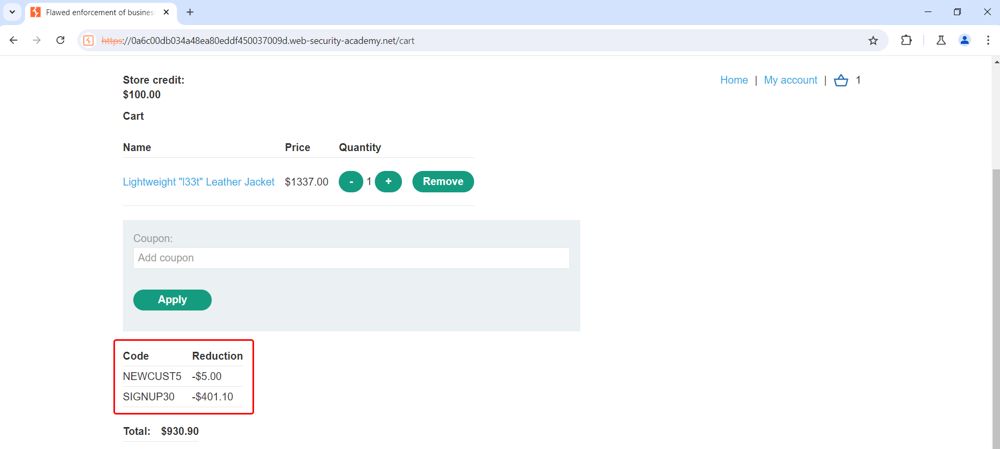 Flawed enforcement of busines
https://0a6c00db034a48ea80eddf450037009d.web-security-academy.net/cart
Store credit:
$100.00
Home | My account | 1
Cart
Name Price Quantity
Lightweight "l33t" Leather Jacket $1337.00 - 1 + Remove
Coupon:
Add coupon
Apply
Code Reduction
NEWCUST5 -$5.00
SIGNUP30 -$401.10
Total: $930.90